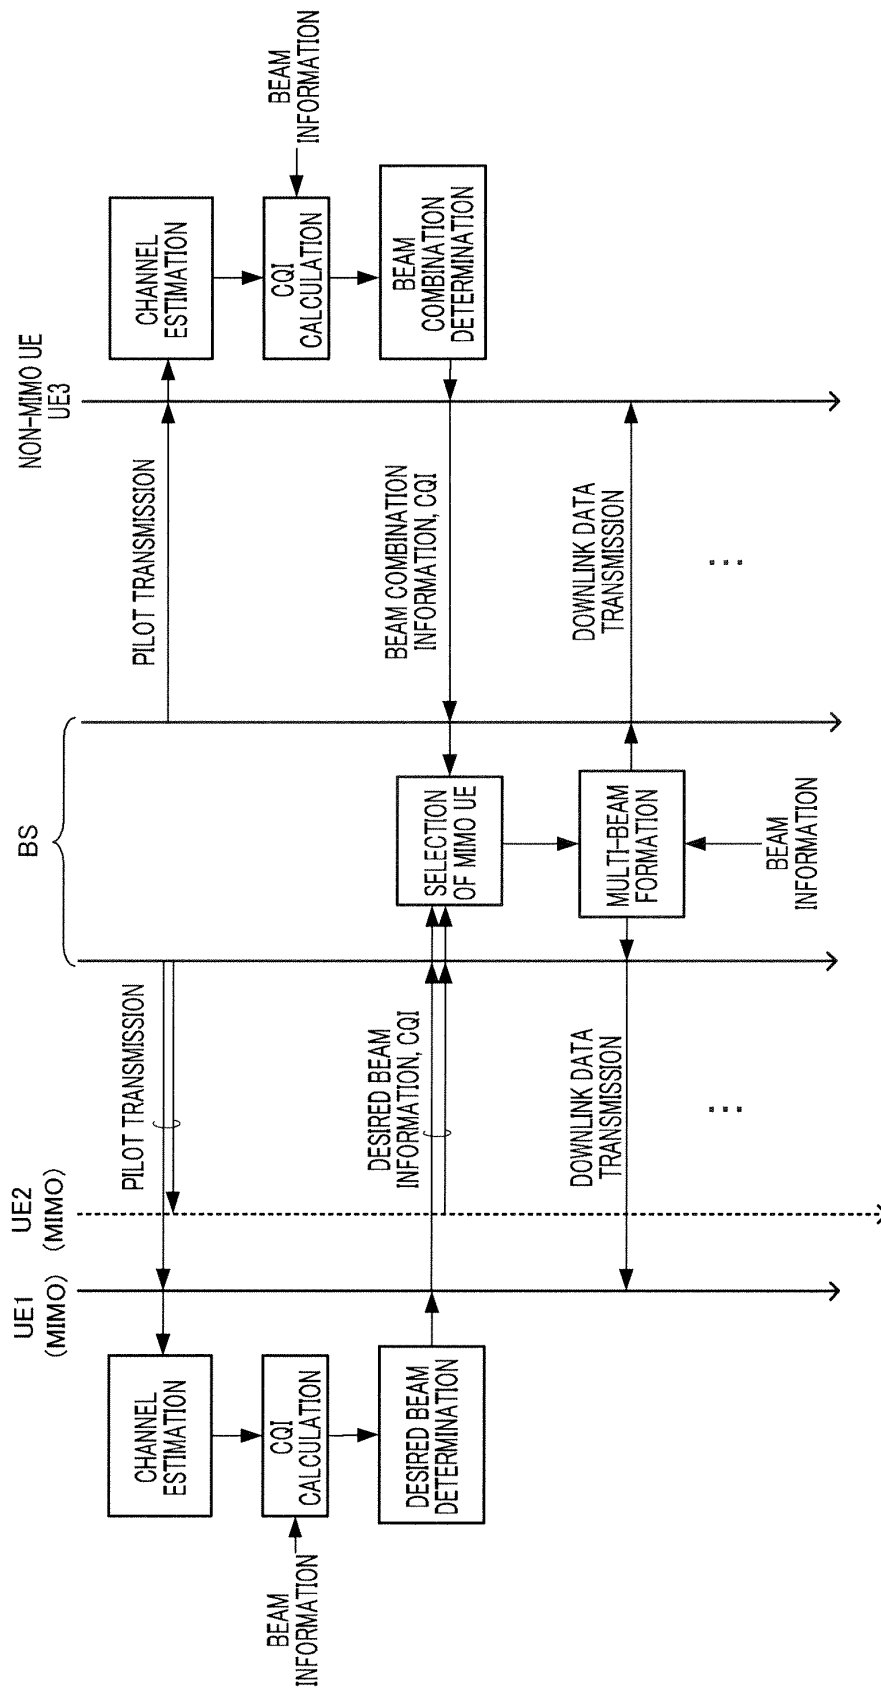 UE1
(MIMO)
UE2
(MIMO)
BS
NON-MIMO UE
UE3
CHANNEL
ESTIMATION
PILOT TRANSMISSION
PILOT TRANSMISSION
CHANNEL
ESTIMATION
BEAM
INFORMATION
CQI
CALCULATION
CQI
CALCULATION
BEAM
INFORMATION
DESIRED BEAM
DETERMINATION
DESIRED BEAM
INFORMATION, CQI
SELECTION
OF MIMO UE
BEAM COMBINATION
INFORMATION, CQI
BEAM
COMBINATION
DETERMINATION
DOWNLINK DATA
TRANSMISSION
MULTI-BEAM
FORMATION
DOWNLINK DATA
TRANSMISSION
...
BEAM
INFORMATION
...